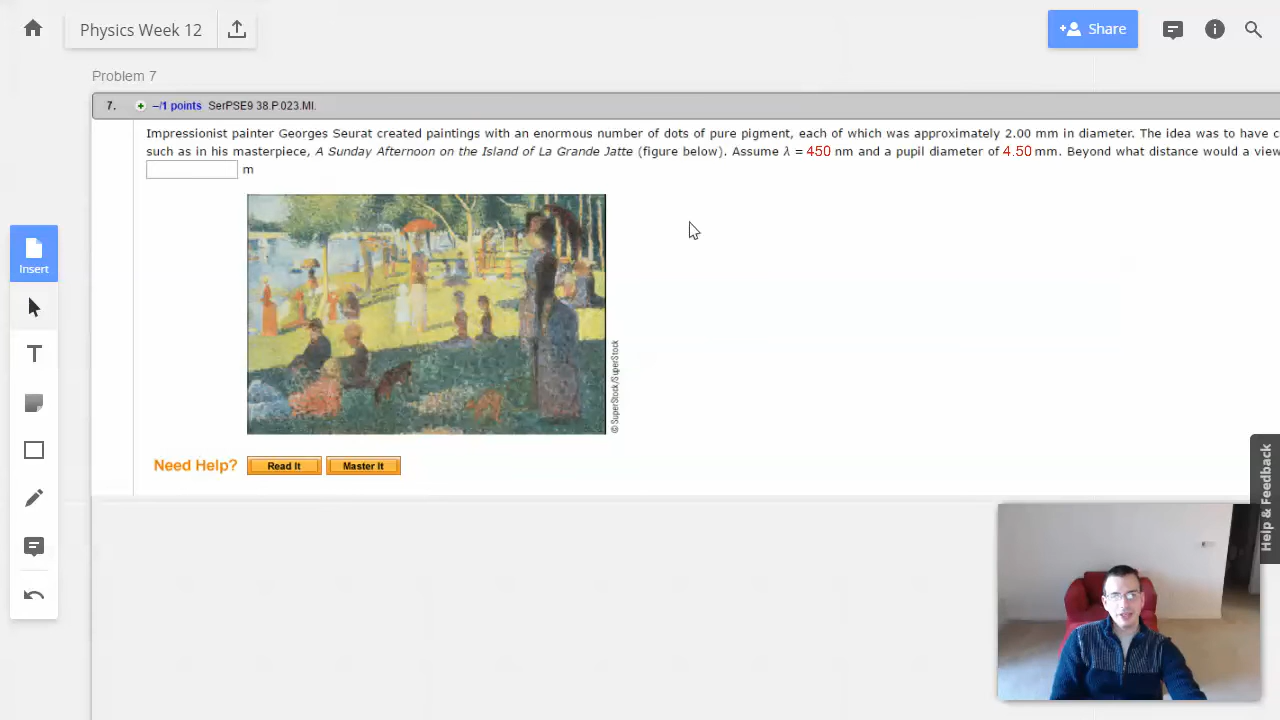 Physics Week 12
Share
Problem 7
7. –/1 points SerPSE9 38.P.023.MI.
Impressionist painter Georges Seurat created paintings with an enormous number of dots of pure pigment, each of which was approximately 2.00 mm in diameter. The idea was to have c
such as in his masterpiece, A Sunday Afternoon on the Island of La Grande Jatte (figure below). Assume λ = 450 nm and a pupil diameter of 4.50 mm. Beyond what distance would a view
m
Insert
T
© SuperStock/SuperStock
Need Help? Read It Master It
Help & Feedback